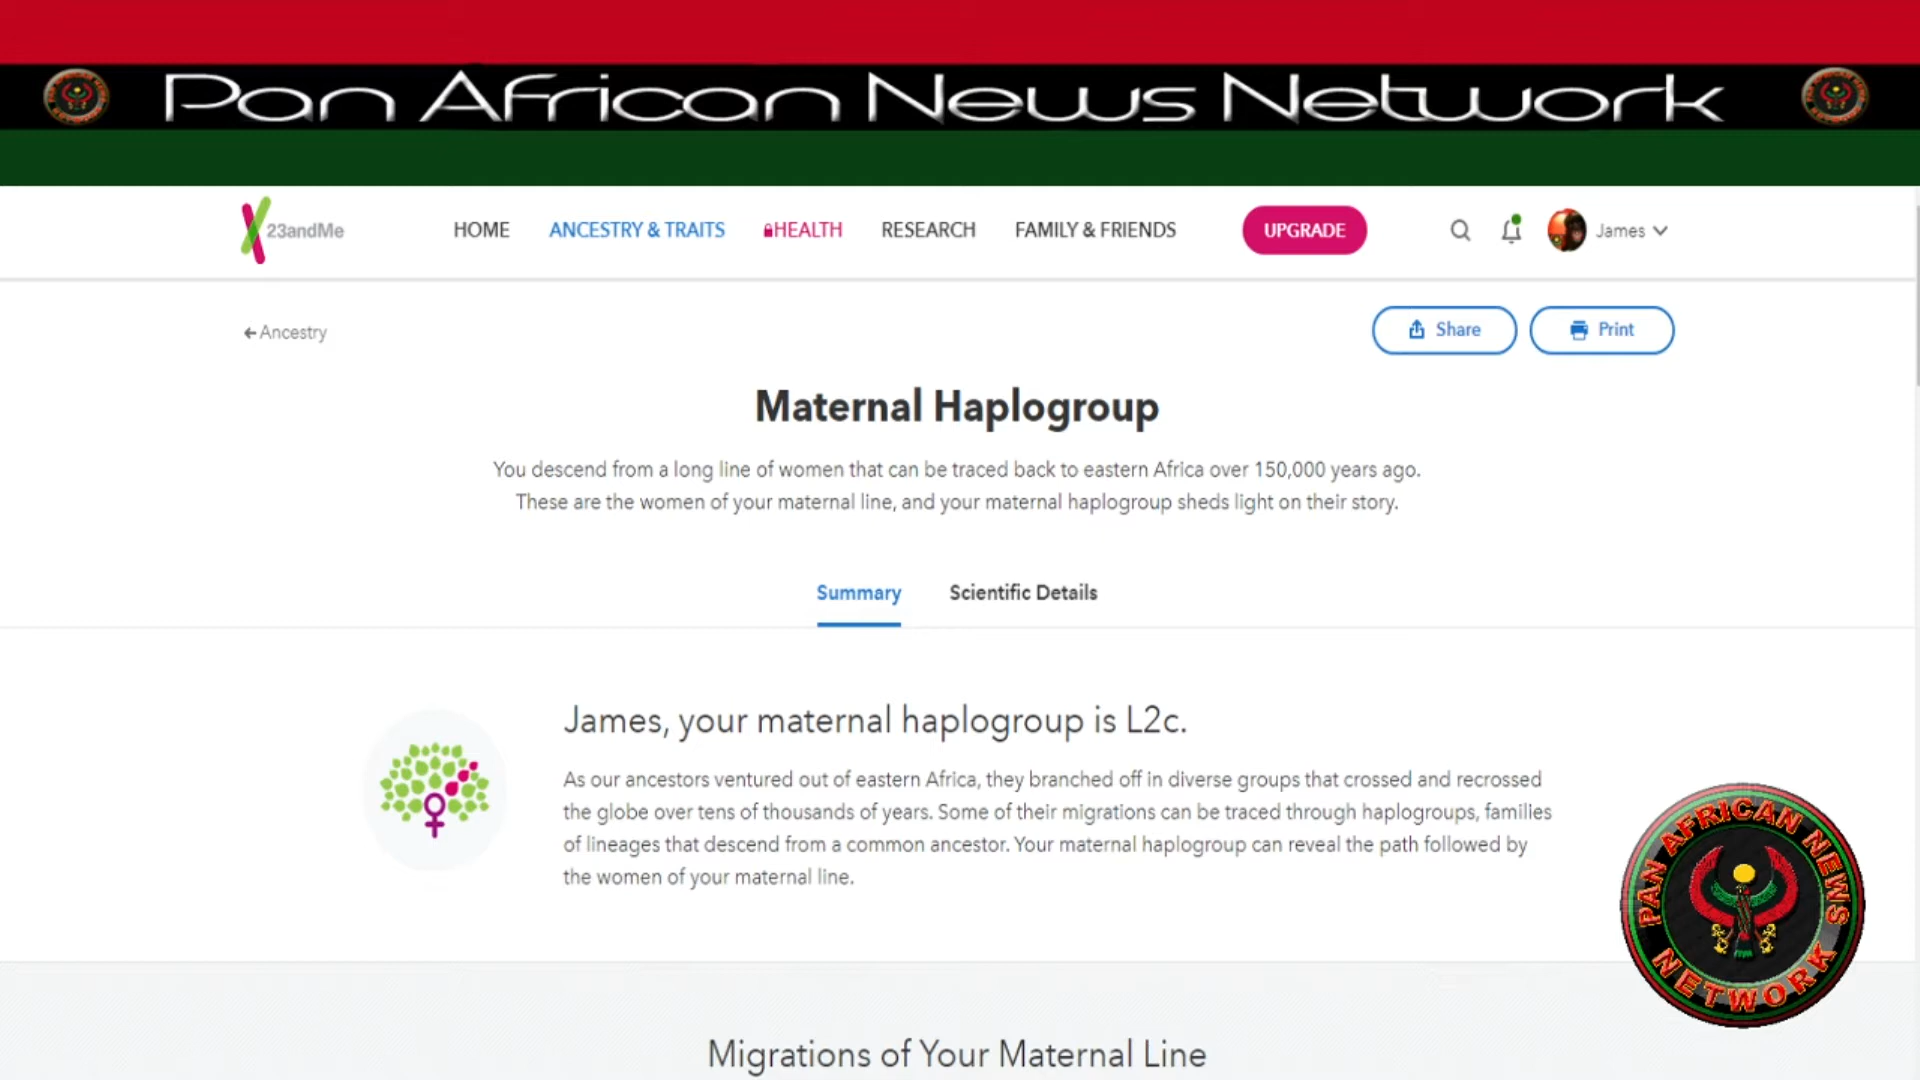 Pan African News Network
23andMe
HOME
ANCESTRY & TRAITS
HEALTH
RESEARCH
FAMILY & FRIENDS
UPGRADE
James
Ancestry
Share
Print
Maternal Haplogroup
You descend from a long line of women that can be traced back to eastern Africa over 150,000 years ago.
These are the women of your maternal line, and your maternal haplogroup sheds light on their story.
Summary
Scientific Details
James, your maternal haplogroup is L2c.
As our ancestors ventured out of eastern Africa, they branched off in diverse groups that crossed and recrossed
the globe over tens of thousands of years. Some of their migrations can be traced through haplogroups, families
of lineages that descend from a common ancestor. Your maternal haplogroup can reveal the path followed by
the women of your maternal line.
PAN AFRICAN NEWS
NETWORK
Migrations of Your Maternal Line